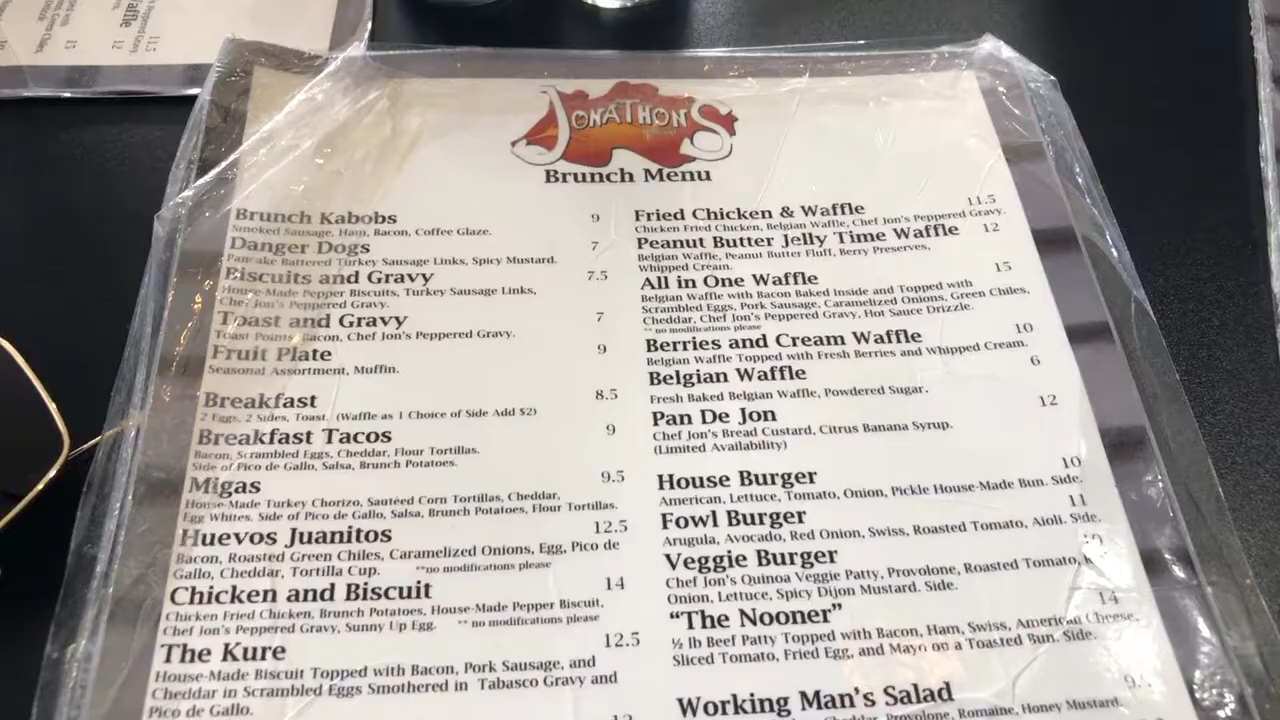 JONATHON'S
Brunch Menu
Brunch Kabobs 9
Smoked Sausage, Ham, Bacon, Coffee Glaze.
Danger Dogs 7
Pancake Battered Turkey Sausage Links, Spicy Mustard.
Biscuits and Gravy 7.5
House-Made Pepper Biscuits, Turkey Sausage Links,
Chef Jon's Peppered Gravy.
Toast and Gravy 7
Toast Points, Bacon, Chef Jon's Peppered Gravy.
Fruit Plate 9
Seasonal Assortment, Muffin.
Breakfast 8.5
2 Eggs, 2 Sides, Toast. (Waffle as 1 Choice of Side Add $2)
Breakfast Tacos 9
Bacon, Scrambled Eggs, Cheddar, Flour Tortillas.
Side of Pico de Gallo, Salsa, Brunch Potatoes.
Migas 9.5
House-Made Turkey Chorizo, Sautéed Corn Tortillas, Cheddar,
Egg Whites. Side of Pico de Gallo, Salsa, Brunch Potatoes, Flour Tortillas.
Huevos Juanitos 12.5
Bacon, Roasted Green Chiles, Caramelized Onions, Egg, Pico de
Gallo, Cheddar, Tortilla Cup. **no modifications please
Chicken and Biscuit 14
Chicken Fried Chicken, Brunch Potatoes, House-Made Pepper Biscuit,
Chef Jon's Peppered Gravy, Sunny Up Egg. ** no modifications please
The Kure 12.5
House-Made Biscuit Topped with Bacon, Pork Sausage, and
Cheddar in Scrambled Eggs Smothered in Tabasco Gravy and
Pico de Gallo.
Fried Chicken & Waffle 11.5
Chicken Fried Chicken, Belgian Waffle, Chef Jon's Peppered Gravy.
Peanut Butter Jelly Time Waffle 12
Belgian Waffle, Peanut Butter Fluff, Berry Preserves,
Whipped Cream.
All in One Waffle 15
Belgian Waffle with Bacon Baked Inside and Topped with
Scrambled Eggs, Pork Sausage, Caramelized Onions, Green Chiles,
Cheddar, Chef Jon's Peppered Gravy, Hot Sauce Drizzle.
** no modifications please
Berries and Cream Waffle 10
Belgian Waffle Topped with Fresh Berries and Whipped Cream.
Belgian Waffle 6
Fresh Baked Belgian Waffle, Powdered Sugar.
Pan De Jon 12
Chef Jon's Bread Custard, Citrus Banana Syrup.
(Limited Availability)
House Burger 10
American, Lettuce, Tomato, Onion, Pickle House-Made Bun. Side.
Fowl Burger 11
Arugula, Avocado, Red Onion, Swiss, Roasted Tomato, Aioli. Side.
Veggie Burger
Chef Jon's Quinoa Veggie Patty, Provolone, Roasted Tomato,
Onion, Lettuce, Spicy Dijon Mustard. Side.
"The Nooner" 14
½ lb Beef Patty Topped with Bacon, Ham, Swiss, American Cheese,
Sliced Tomato, Fried Egg, and Mayo on a Toasted Bun. Side.
Working Man's Salad
Cheddar, Provolone, Romaine, Honey Mustard